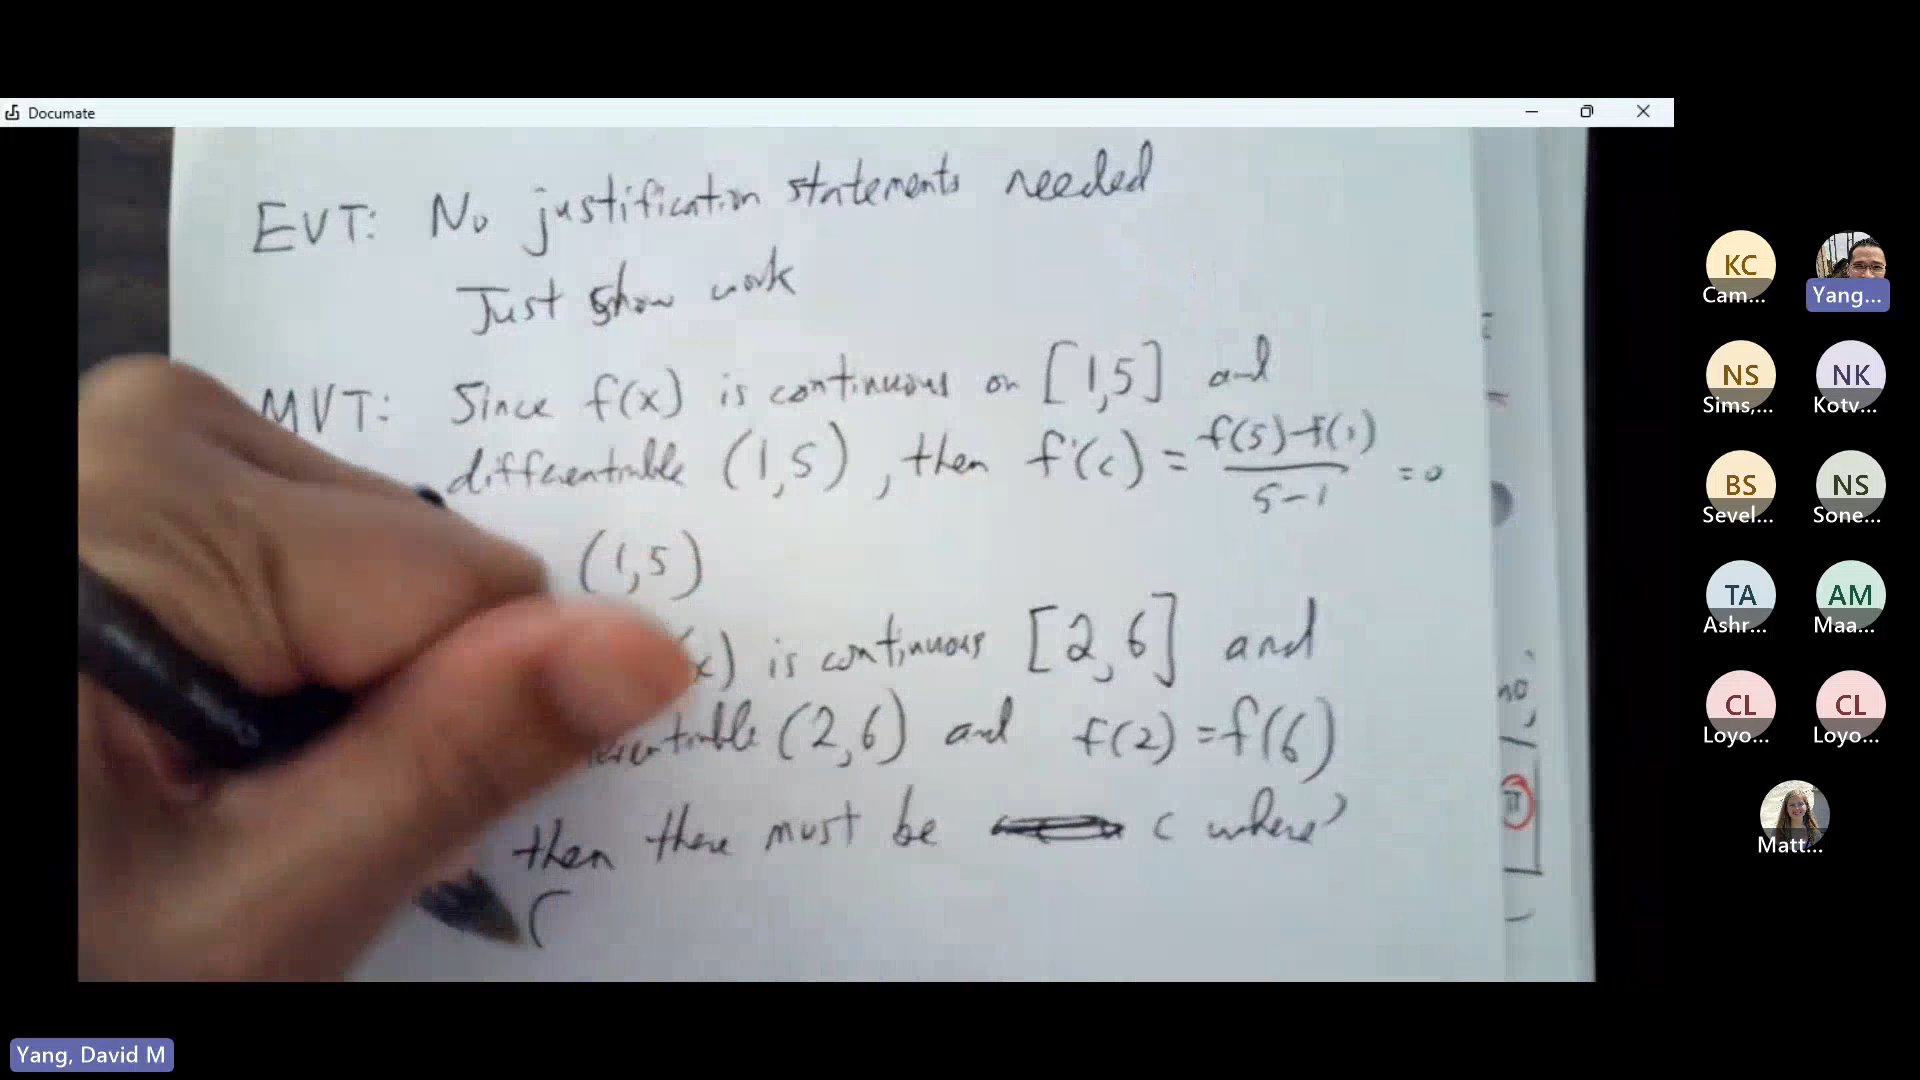 Documate
EVT: No justification statements needed
Just show work
MVT: Since f(x) is continuous on [1,5] and
differentiable (1,5), then f'(c) = f(5)-f(1) / 5-1 = 0
(1,5)
is continuous [2,6] and
(2,6) and f(2) = f(6)
then there must be c where
(
KC
Cam...
Yang...
NS
Sims,...
NK
Kotv...
BS
Sevel...
NS
Sone...
TA
Ashr...
AM
Maa...
CL
Loyo...
CL
Loyo...
Matt...
Yang, David M